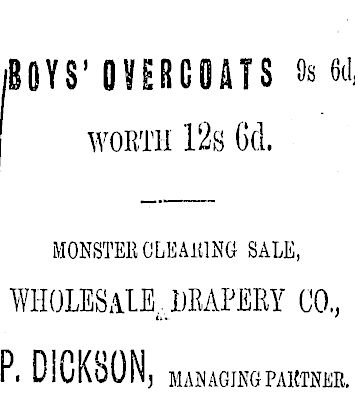 BOYS' OVERCOATS 9s 6d,
WORTH 12s 6d.
MONSTER CLEARING SALE,
WHOLESALE DRAPERY CO.,
P. DICKSON, MANAGING PARTNER.